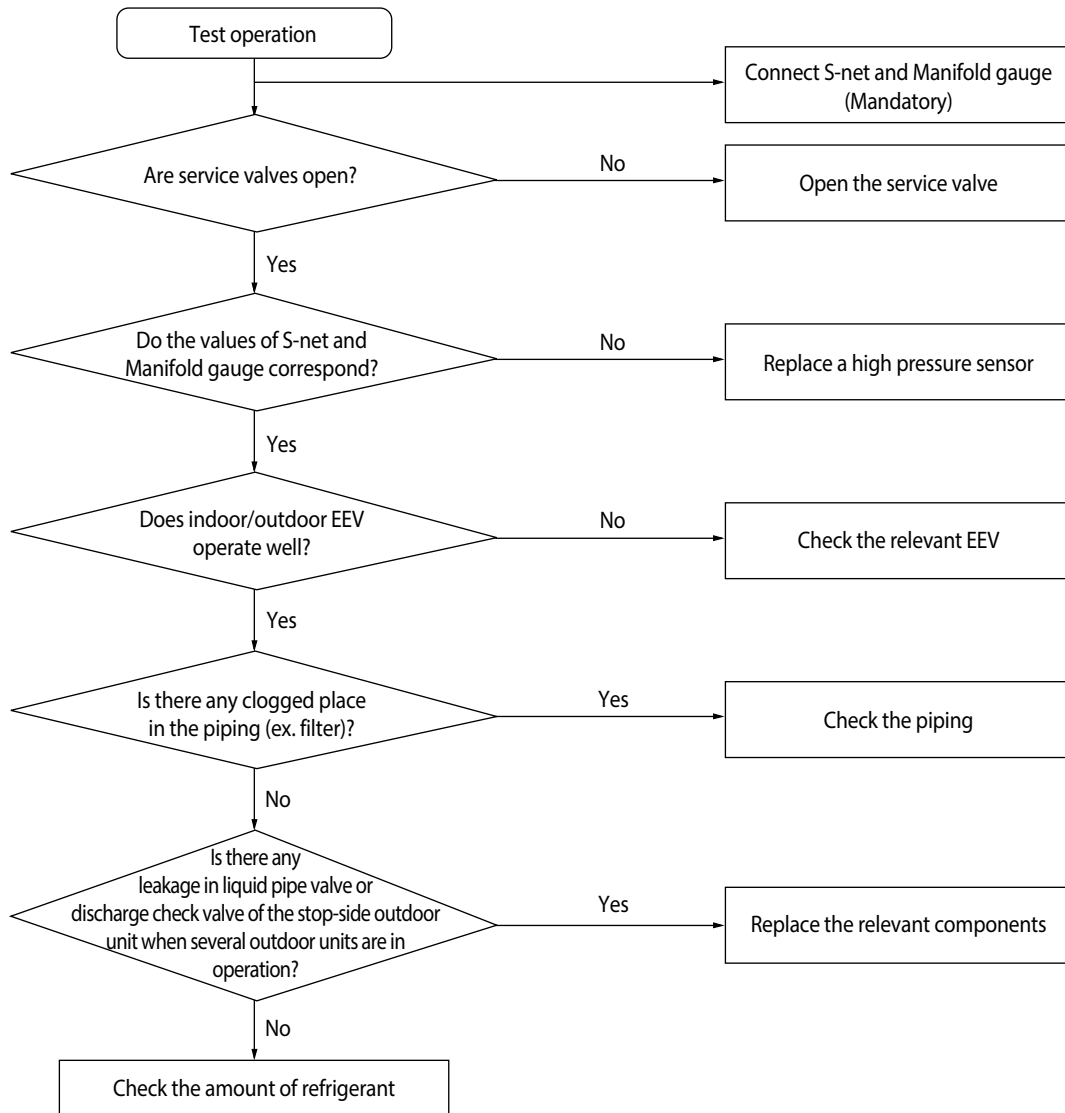 Test operation
Connect S-net and Manifold gauge
(Mandatory)
Are service valves open?
No
Open the service valve
Yes
Do the values of S-net and
Manifold gauge correspond?
No
Replace a high pressure sensor
Yes
Does indoor/outdoor EEV
operate well?
No
Check the relevant EEV
Yes
Is there any clogged place
in the piping (ex. filter)?
Yes
Check the piping
No
Is there any
leakage in liquid pipe valve or
discharge check valve of the stop-side outdoor
unit when several outdoor units are in
operation?
Yes
Replace the relevant components
No
Check the amount of refrigerant